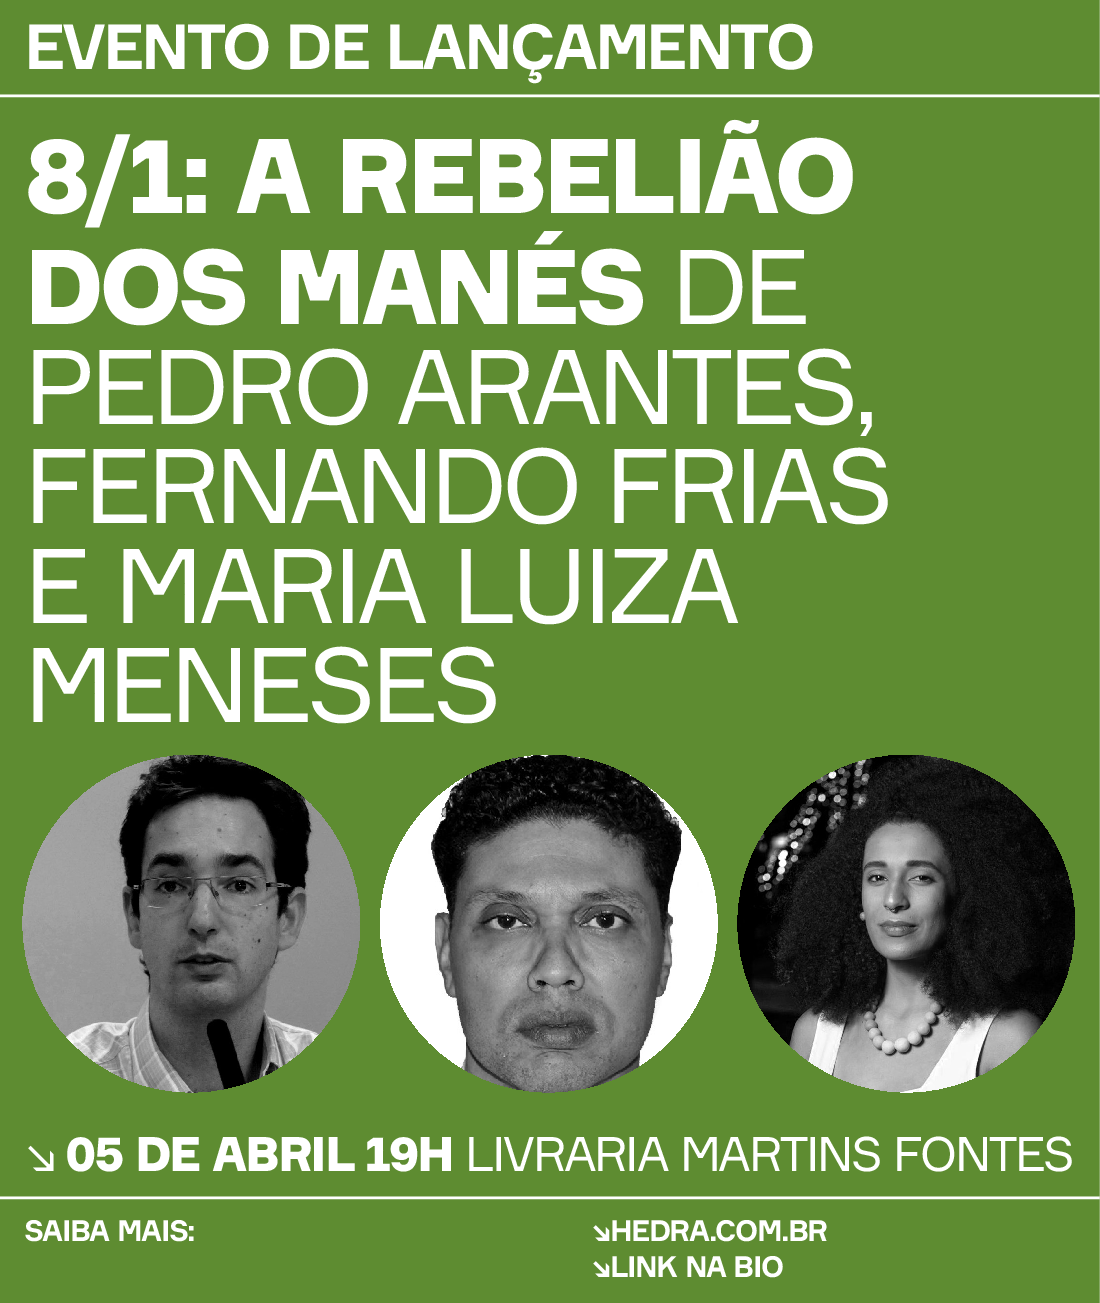 EVENTO DE LANÇAMENTO
8/1: A REBELIÃO
DOS MANÉS DE
PEDRO ARANTES,
FERNANDO FRIAS
E MARIA LUIZA
MENESES
↘ 05 DE ABRIL 19H LIVRARIA MARTINS FONTES
SAIBA MAIS:
↘HEDRA.COM.BR
↘LINK NA BIO